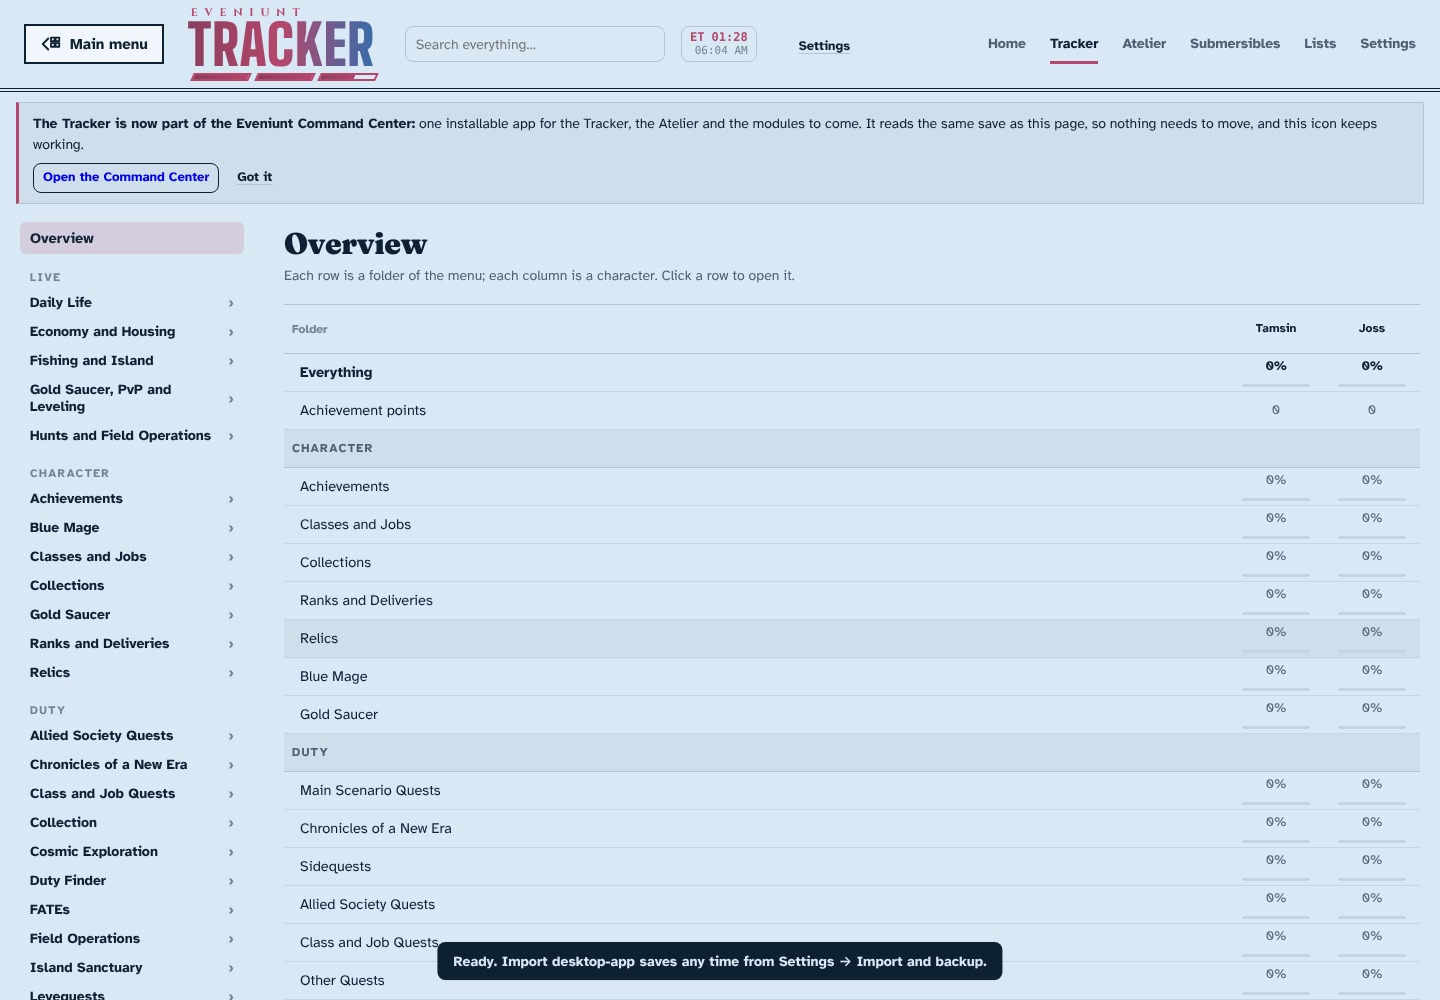 Main menu
EVENIUNT
TRACKER
Search everything...
ET 01:28
06:04 AM
Settings
Home
Tracker
Atelier
Submersibles
Lists
Settings
The Tracker is now part of the Eveniunt Command Center: one installable app for the Tracker, the Atelier and the modules to come. It reads the same save as this page, so nothing needs to move, and this icon keeps
working.
Open the Command Center
Got it
Overview
LIVE
Daily Life
Economy and Housing
Fishing and Island
Gold Saucer, PvP and
Leveling
Hunts and Field Operations
CHARACTER
Achievements
Blue Mage
Classes and Jobs
Collections
Gold Saucer
Ranks and Deliveries
Relics
DUTY
Allied Society Quests
Chronicles of a New Era
Class and Job Quests
Collection
Cosmic Exploration
Duty Finder
FATEs
Field Operations
Island Sanctuary
Levequests
Overview
Each row is a folder of the menu; each column is a character. Click a row to open it.
Folder Tamsin Joss
Everything 0% 0%
Achievement points 0 0
CHARACTER
Achievements 0% 0%
Classes and Jobs 0% 0%
Collections 0% 0%
Ranks and Deliveries 0% 0%
Relics 0% 0%
Blue Mage 0% 0%
Gold Saucer 0% 0%
DUTY
Main Scenario Quests 0% 0%
Chronicles of a New Era 0% 0%
Sidequests 0% 0%
Allied Society Quests 0% 0%
Class and Job Quests 0% 0%
Other Quests 0% 0%
Ready. Import desktop-app saves any time from Settings → Import and backup.